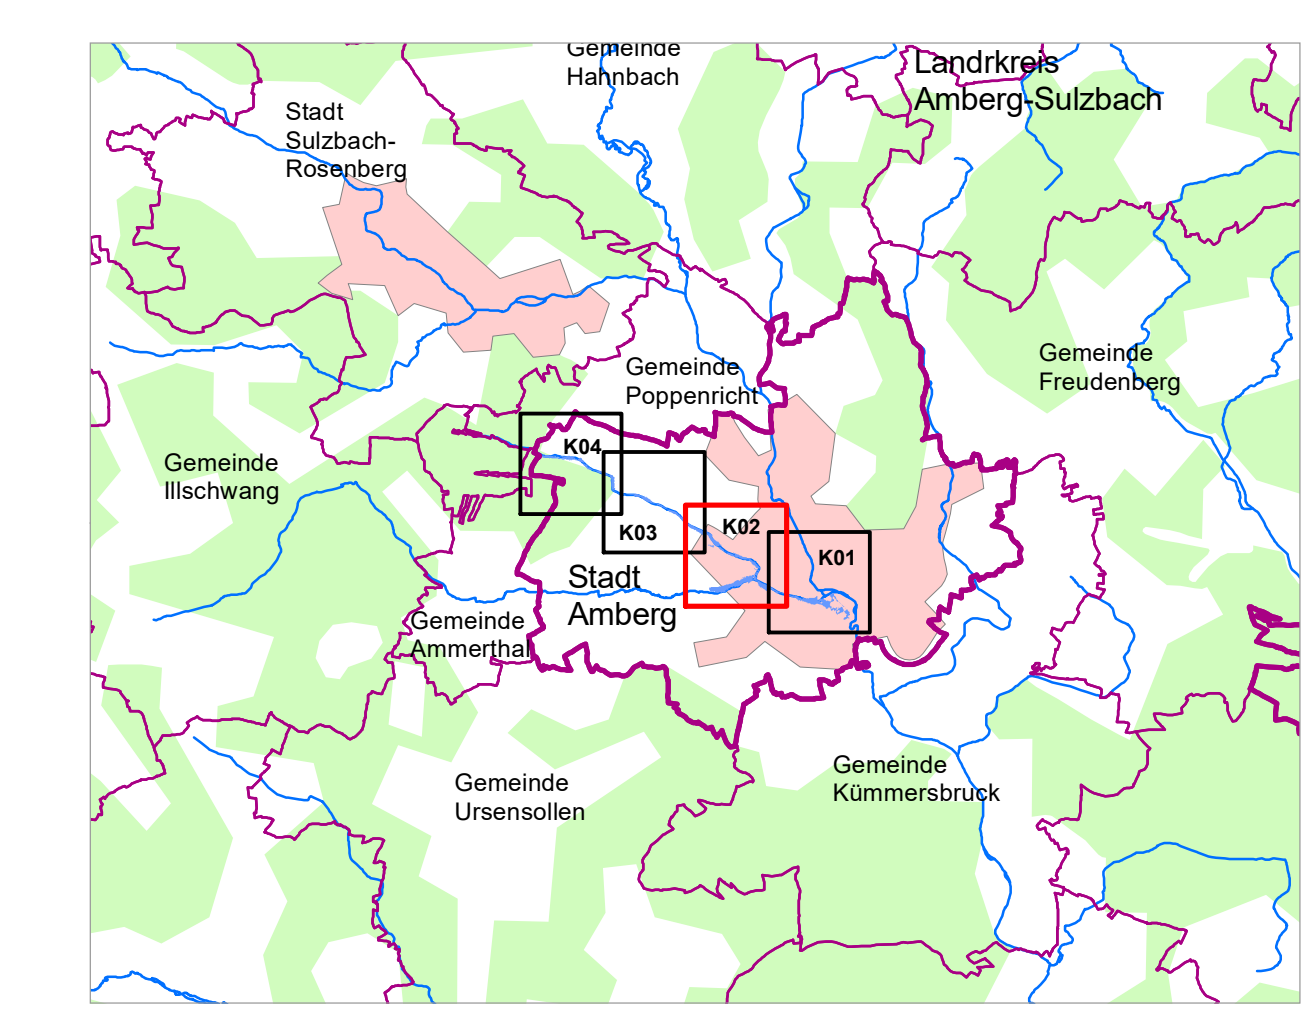 Gemeinde
Hahnbach
Landrkreis
Amberg-Sulzbach
Stadt
Sulzbach-
Rosenberg
Gemeinde
Freudenberg
Gemeinde
Poppenricht
Gemeinde
Illschwang
K04
K03
K02
K01
Stadt
Amberg
Gemeinde
Ammerthal
Gemeinde
Ursensollen
Gemeinde
Kümmersbruck